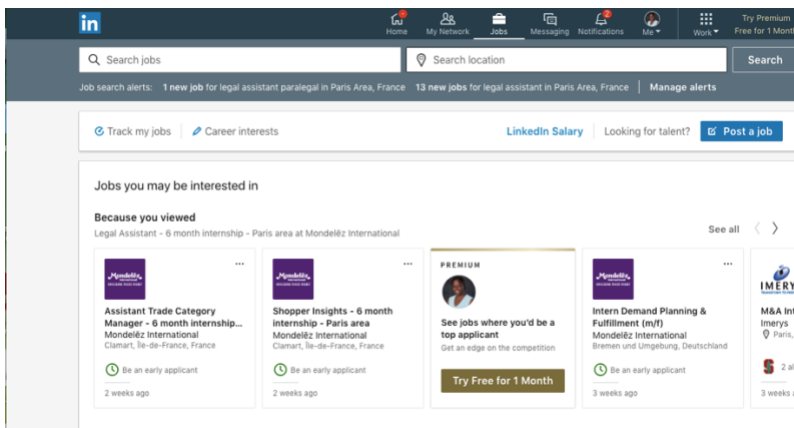 in
Home
My Network
Jobs
Messaging
2
Notifications
Me
Work
Try Premium
Free for 1 Mont
Search jobs
Search location
Search
Job search alerts: 1 new job for legal assistant paralegal in Paris Area, France 13 new jobs for legal assistant in Paris Area, France Manage alerts
Track my jobs Career interests LinkedIn Salary Looking for talent? Post a job
Jobs you may be interested in
Because you viewed
Legal Assistant - 6 month internship - Paris area at Mondelēz International
See all
Mondelēz
Assistant Trade Category
Manager - 6 month internship...
Mondelēz International
Clamart, Île-de-France, France
Be an early applicant
2 weeks ago
Mondelēz
Shopper Insights - 6 month
internship - Paris area
Mondelēz International
Clamart, Île-de-France, France
Be an early applicant
2 weeks ago
PREMIUM
See jobs where you'd be a
top applicant
Get an edge on the competition
Try Free for 1 Month
Mondelēz
Intern Demand Planning &
Fulfillment (m/f)
Mondelēz International
Bremen und Umgebung, Deutschland
Be an early applicant
3 weeks ago
IMERY
M&A Int
Imerys
Paris,
2 al
3 weeks